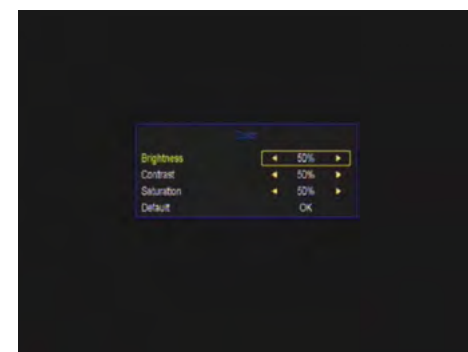 Brightness ◄ 50% ►
Contrast ◄ 50% ►
Saturation ◄ 50% ►
Default OK